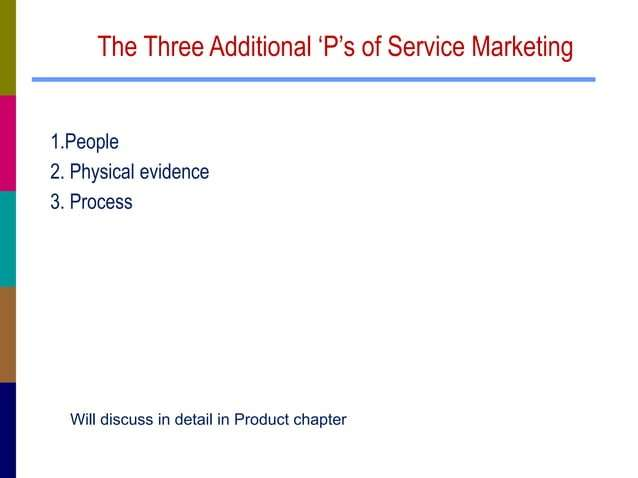 The Three Additional ‘P’s of Service Marketing
1.People
2. Physical evidence
3. Process
Will discuss in detail in Product chapter